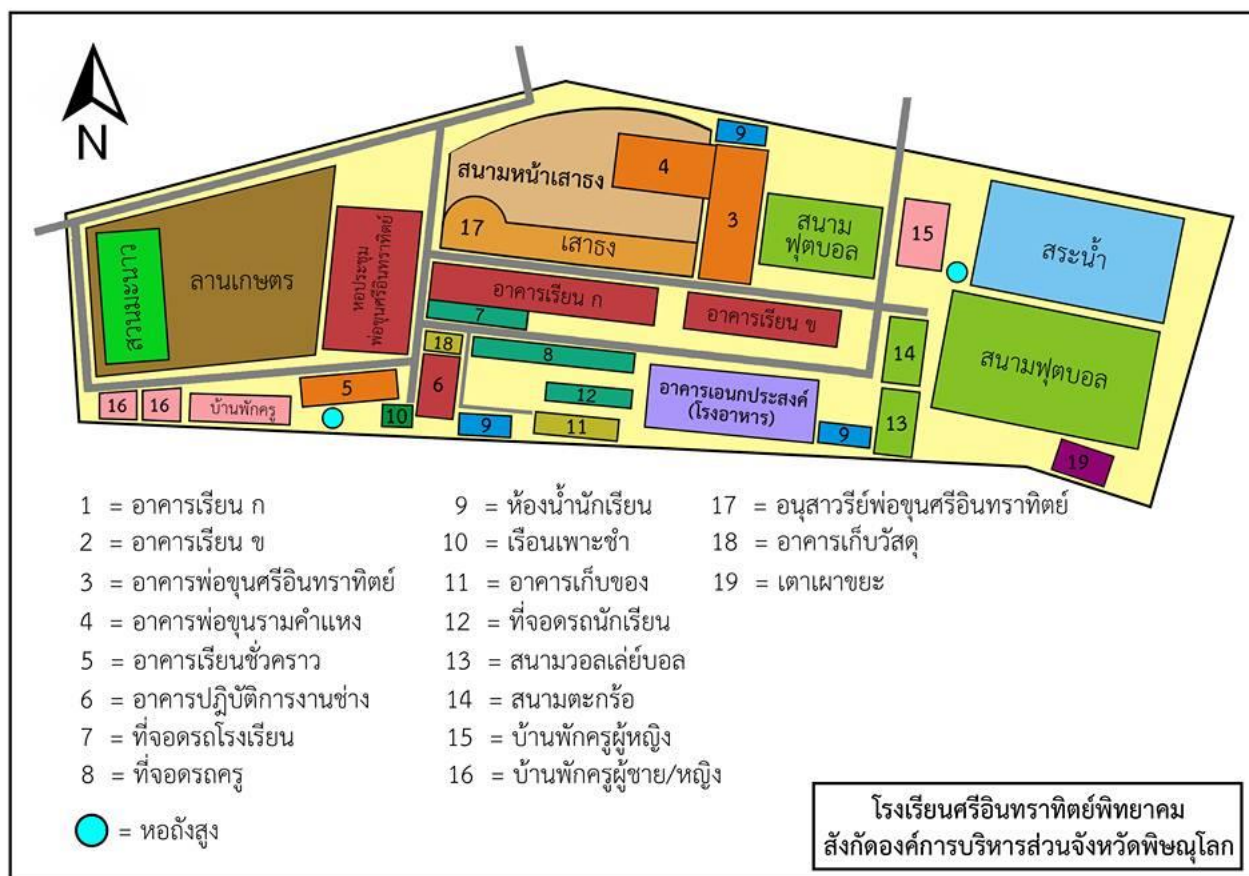 N
9
4
สนามหน้าเสาธง
3
17
เสาธง
สนาม
ฟุตบอล
15
สระน้ำ
สวนมะนาว
ลานเกษตร
หอประชุม
พ่อขุนศรีอินทราทิตย์
อาคารเรียน ก
7
อาคารเรียน ข
18
8
14
สนามฟุตบอล
5
6
12
อาคารเอนกประสงค์
(โรงอาหาร)
16
16
บ้านพักครู
10
9
11
9
13
19
1 = อาคารเรียน ก
2 = อาคารเรียน ข
3 = อาคารพ่อขุนศรีอินทราทิตย์
4 = อาคารพ่อขุนรามคำแหง
5 = อาคารเรียนชั่วคราว
6 = อาคารปฎิบัติการงานช่าง
7 = ที่จอดรถโรงเรียน
8 = ที่จอดรถครู
= หอถังสูง
9 = ห้องน้ำนักเรียน
10 = เรือนเพาะชำ
11 = อาคารเก็บของ
12 = ที่จอดรถนักเรียน
13 = สนามวอลเล่ย์บอล
14 = สนามตะกร้อ
15 = บ้านพักครูผู้หญิง
16 = บ้านพักครูผู้ชาย/หญิง
17 = อนุสาวรีย์พ่อขุนศรีอินทราทิตย์
18 = อาคารเก็บวัสดุ
19 = เตาเผาขยะ
โรงเรียนศรีอินทราทิตย์พิทยาคม
สังกัดองค์การบริหารส่วนจังหวัดพิษณุโลก